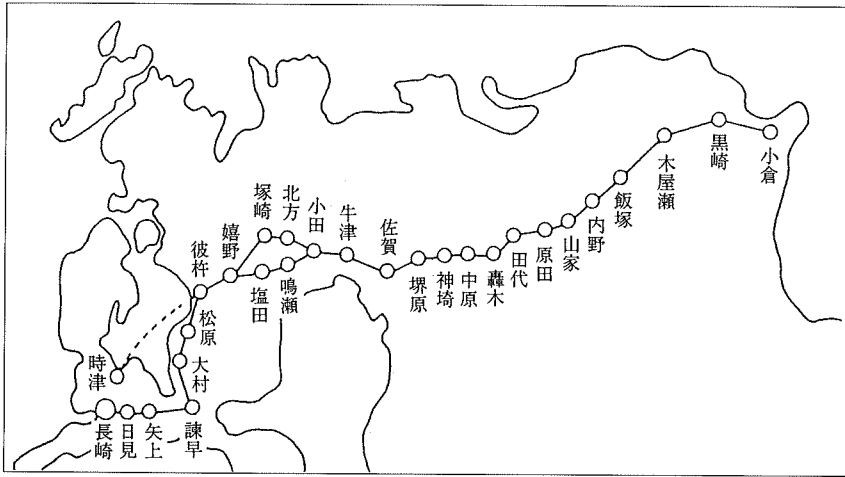 小倉
黒崎
木屋瀬
飯塚
内野
山家
原田
田代
轟木
中原
神埼
堺原
佐賀
牛津
小田
北方
塚崎
鳴瀬
塩田
嬉野
彼杵
松原
大村
諫早
矢上
日見
長崎
時津